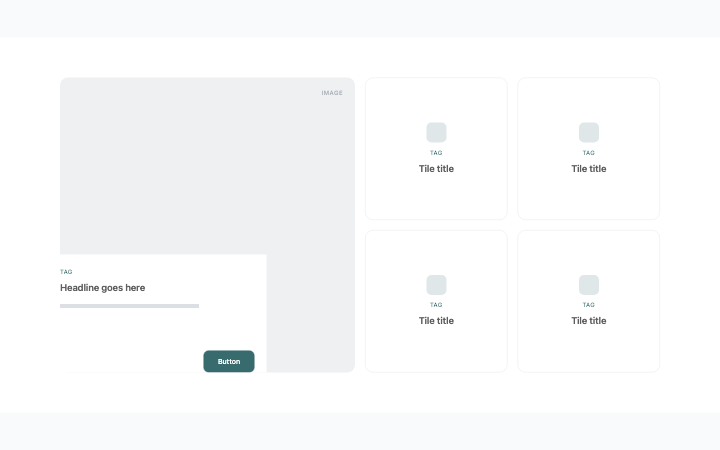 IMAGE
TAG
Headline goes here
Button
TAG
Tile title
TAG
Tile title
TAG
Tile title
TAG
Tile title